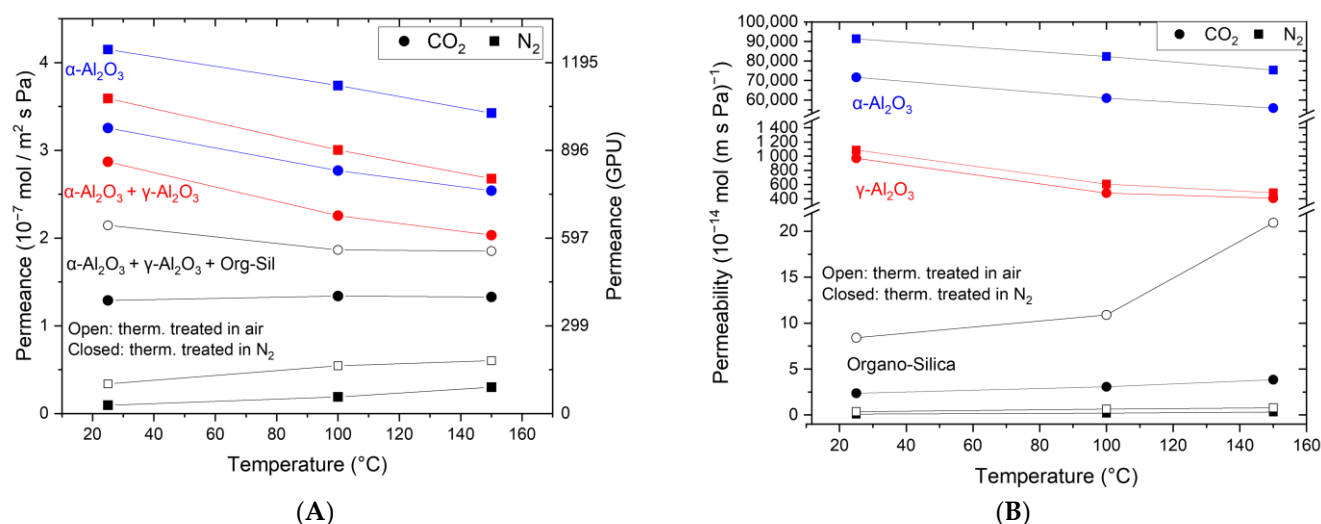 CO₂ N₂
α-Al₂O₃
α-Al₂O₃ + γ-Al₂O₃
α-Al₂O₃ + γ-Al₂O₃ + Org-Sil
Open: therm. treated in air
Closed: therm. treated in N₂
Permeance (10⁻⁷ mol / m² s Pa)
4
3
2
1
0
Permeance (GPU)
1195
896
597
299
0
20 40 60 80 100 120 140 160
Temperature (°C)
(A)
CO₂ N₂
α-Al₂O₃
γ-Al₂O₃
Open: therm. treated in air
Closed: therm. treated in N₂
Organo-Silica
Permeability (10⁻¹⁴ mol (m s Pa)⁻¹
100,000
90,000
80,000
70,000
60,000
1 400
1 200
1 000
800
600
400
20
15
10
5
0
20 40 60 80 100 120 140 160
Temperature (°C)
(B)